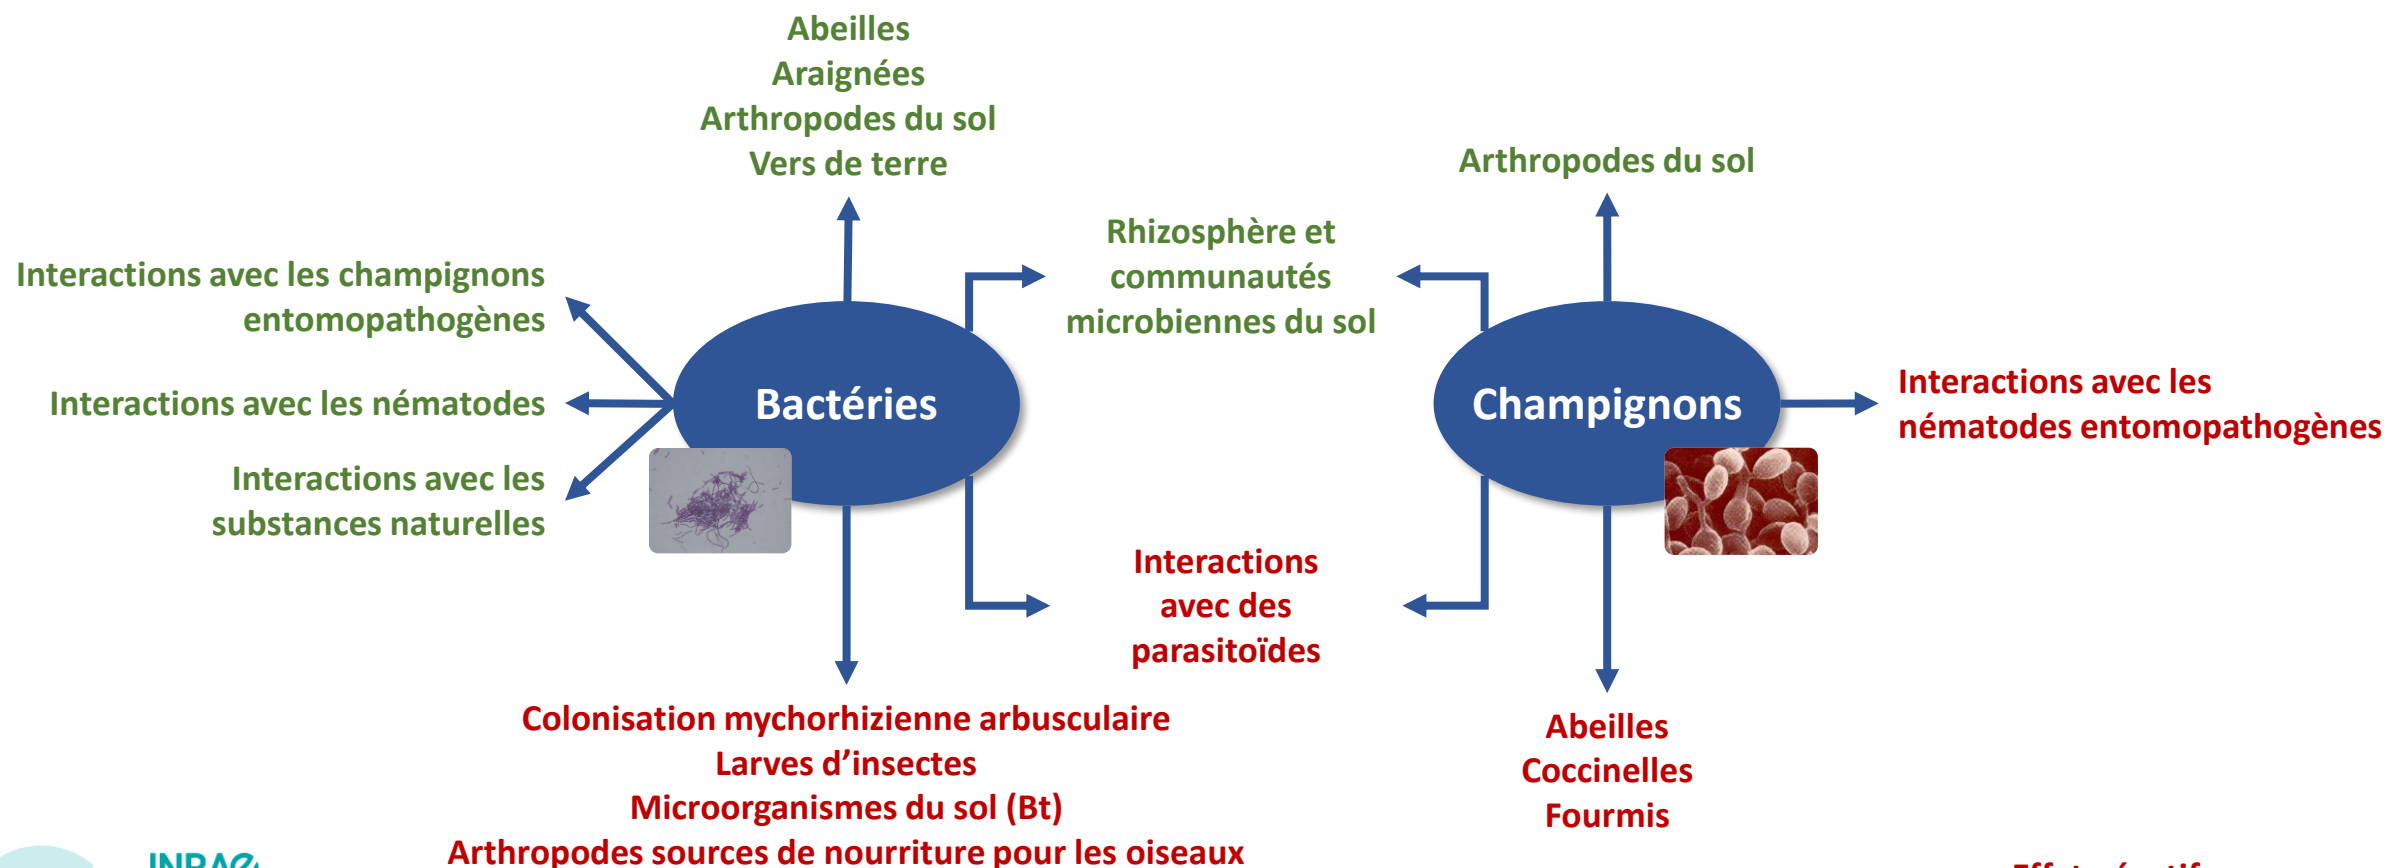 Abeilles
Araignées
Arthropodes du sol
Vers de terre
Arthropodes du sol
Rhizosphère et
communautés
microbiennes du sol
Interactions avec les champignons
entomopathogènes
Interactions avec les nématodes
Interactions avec les
substances naturelles
Bactéries
Champignons
Interactions avec les
nématodes entomopathogènes
Interactions
avec des
parasitoïdes
Colonisation mychorhizienne arbusculaire
Larves d’insectes
Microorganismes du sol (Bt)
Arthropodes sources de nourriture pour les oiseaux
Abeilles
Coccinelles
Fourmis
INRAE